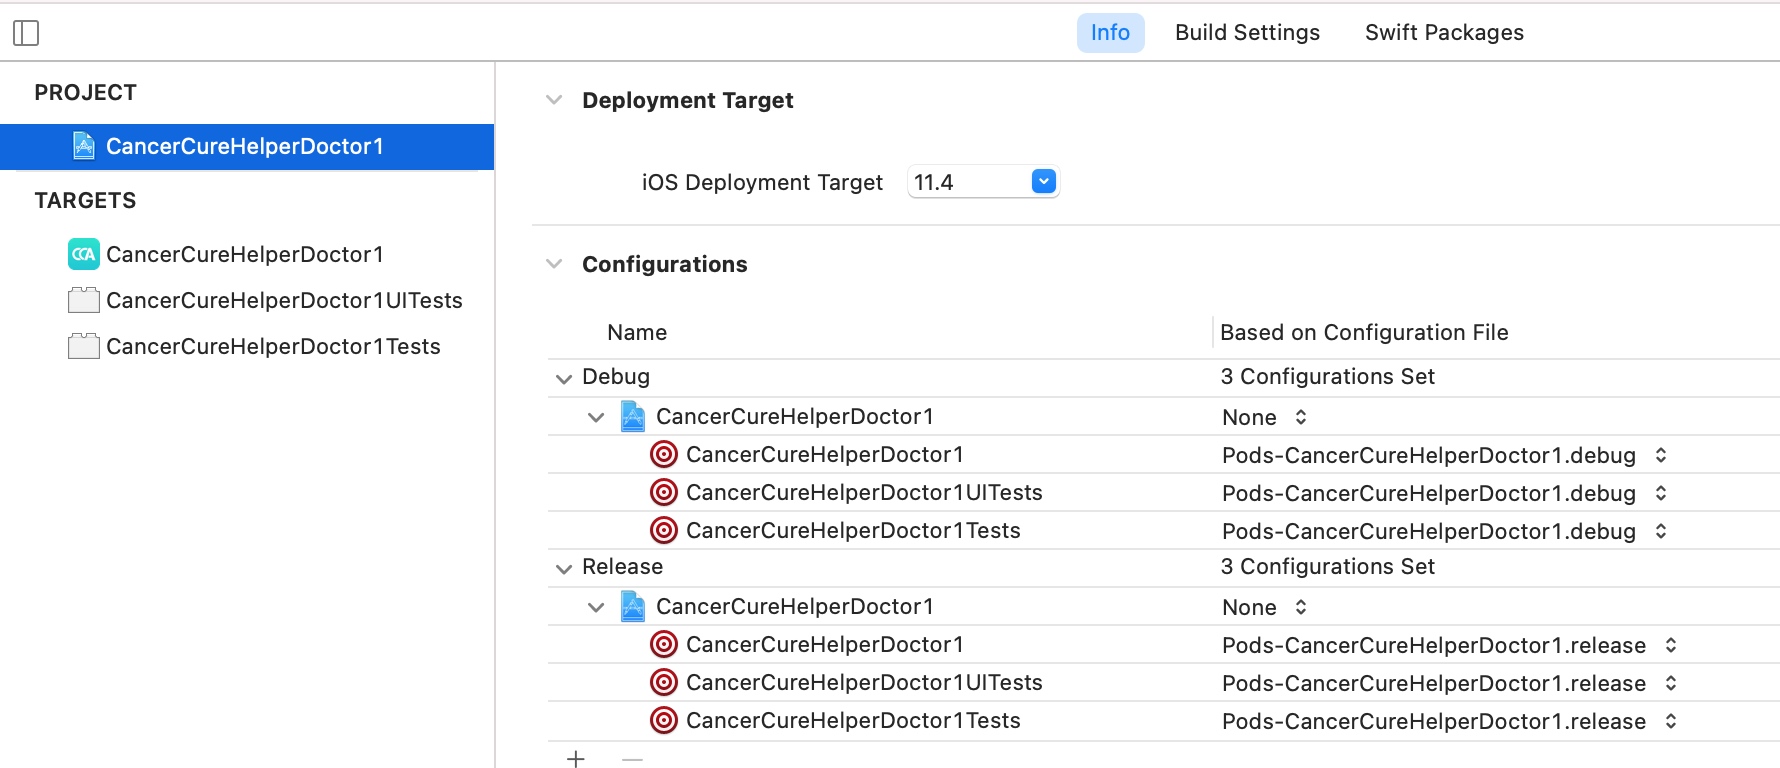 Info Build Settings Swift Packages
PROJECT
CancerCureHelperDoctor1
TARGETS
CCA CancerCureHelperDoctor1
CancerCureHelperDoctor1UITests
CancerCureHelperDoctor1Tests
Deployment Target
iOS Deployment Target 11.4
Configurations
Name Based on Configuration File
Debug 3 Configurations Set
CancerCureHelperDoctor1 None
CancerCureHelperDoctor1 Pods-CancerCureHelperDoctor1.debug
CancerCureHelperDoctor1UITests Pods-CancerCureHelperDoctor1.debug
CancerCureHelperDoctor1Tests Pods-CancerCureHelperDoctor1.debug
Release 3 Configurations Set
CancerCureHelperDoctor1 None
CancerCureHelperDoctor1 Pods-CancerCureHelperDoctor1.release
CancerCureHelperDoctor1UITests Pods-CancerCureHelperDoctor1.release
CancerCureHelperDoctor1Tests Pods-CancerCureHelperDoctor1.release